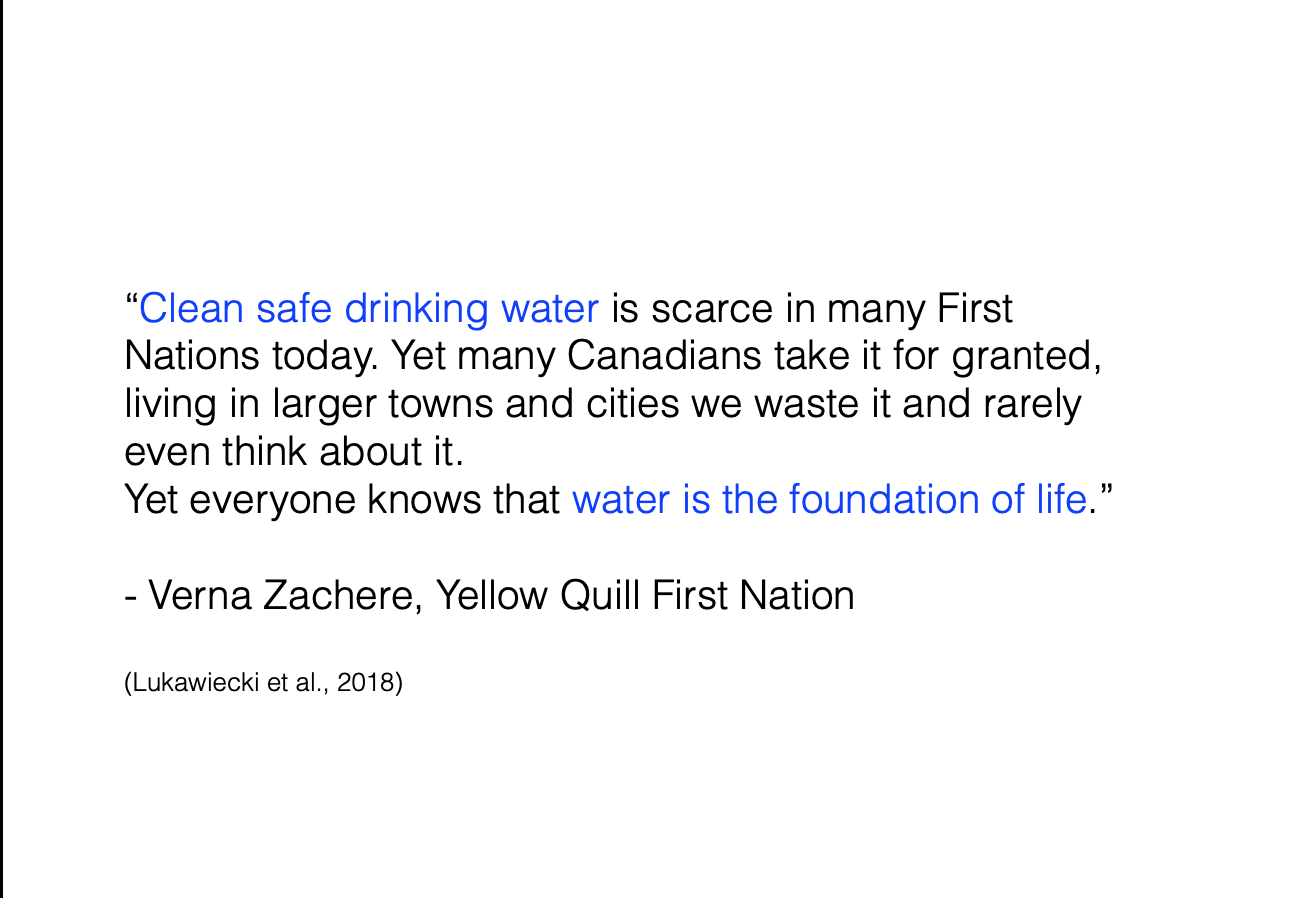 “Clean safe drinking water is scarce in many First
Nations today. Yet many Canadians take it for granted,
living in larger towns and cities we waste it and rarely
even think about it.
Yet everyone knows that water is the foundation of life.”
- Verna Zachere, Yellow Quill First Nation
(Lukawiecki et al., 2018)